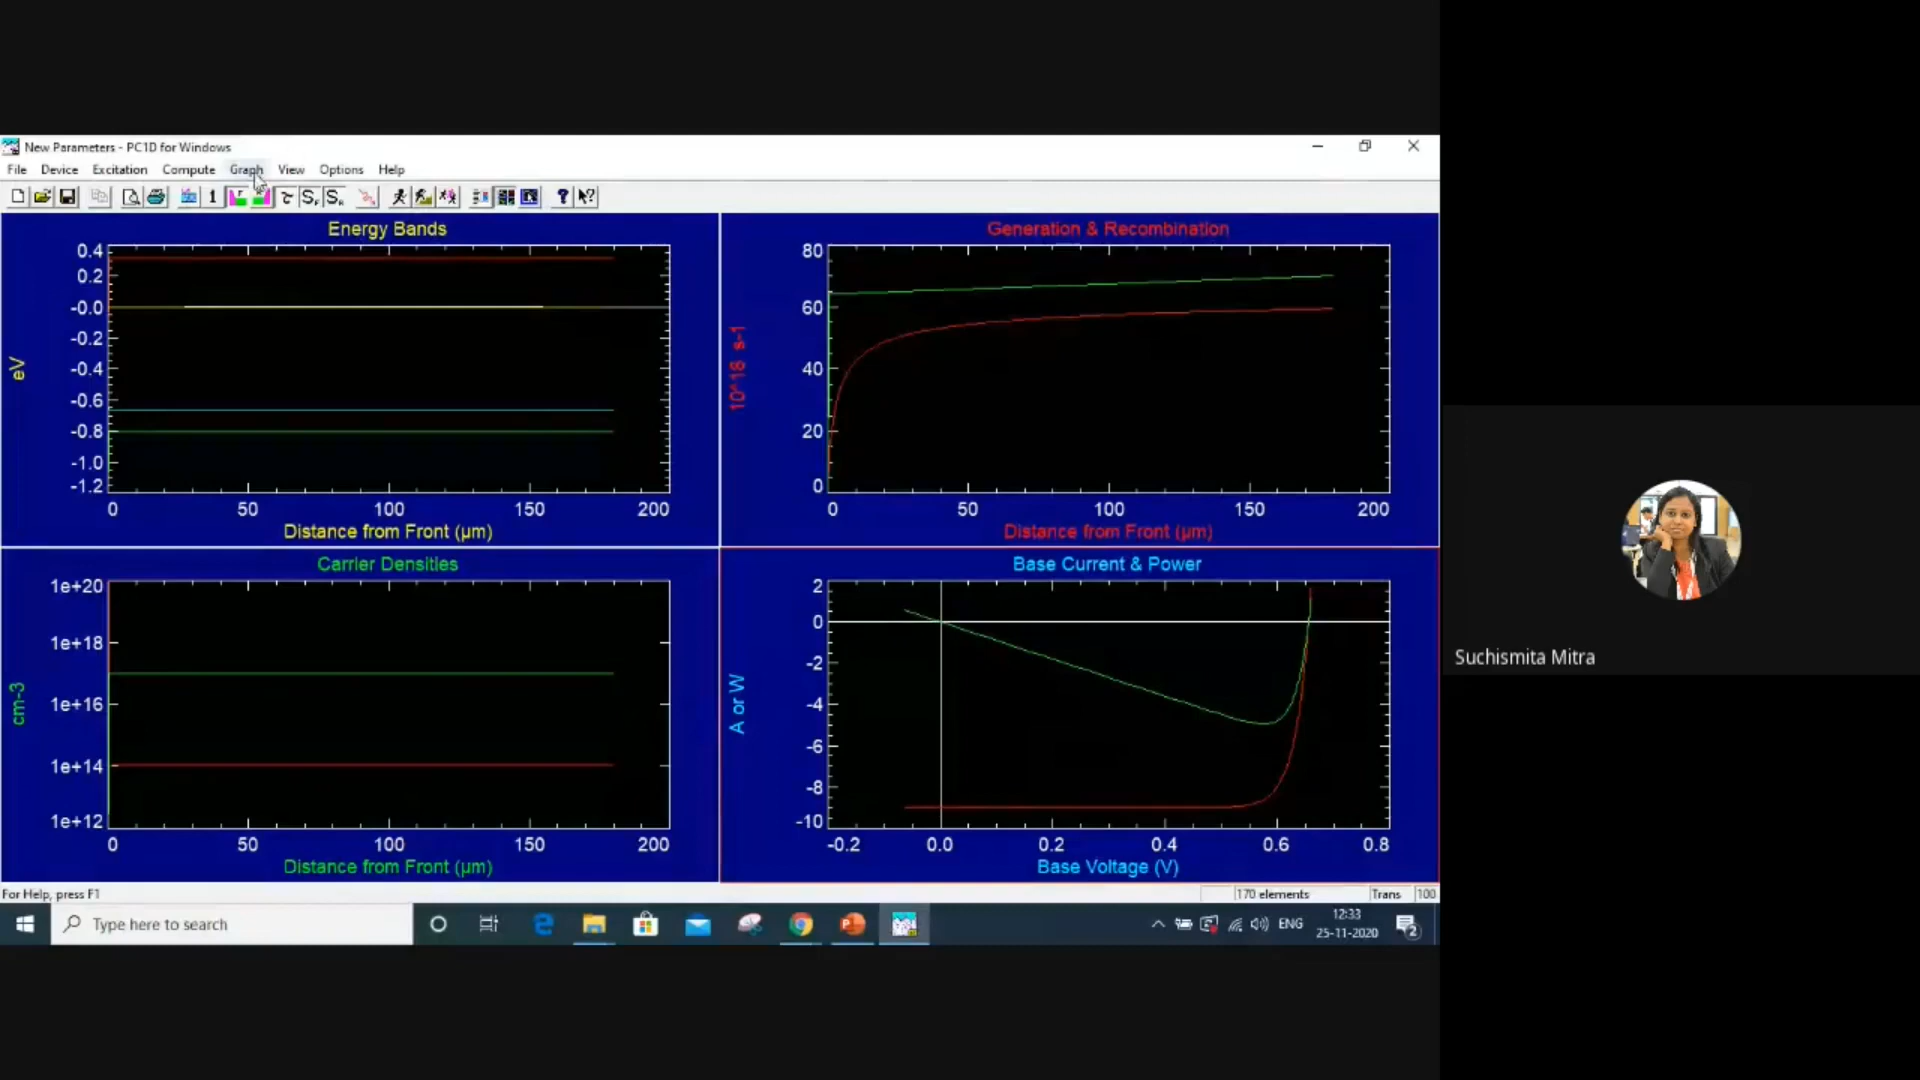 New Parameters - PC1D for Windows
File Device Excitation Compute Graph View Options Help
Energy Bands
eV
0.4
0.2
-0.0
-0.2
-0.4
-0.6
-0.8
-1.0
-1.2
0 50 100 150 200
Distance from Front (µm)
Generation & Recombination
10^18 s-1
80
60
40
20
0
0 50 100 150 200
Distance from Front (µm)
Carrier Densities
cm-3
1e+20
1e+18
1e+16
1e+14
1e+12
0 50 100 150 200
Distance from Front (µm)
Base Current & Power
A or W
2
0
-2
-4
-6
-8
-10
-0.2 0.0 0.2 0.4 0.6 0.8
Base Voltage (V)
For Help, press F1
170 elements Trans 100
Type here to search
ENG
12:33
25-11-2020
2
Suchismita Mitra